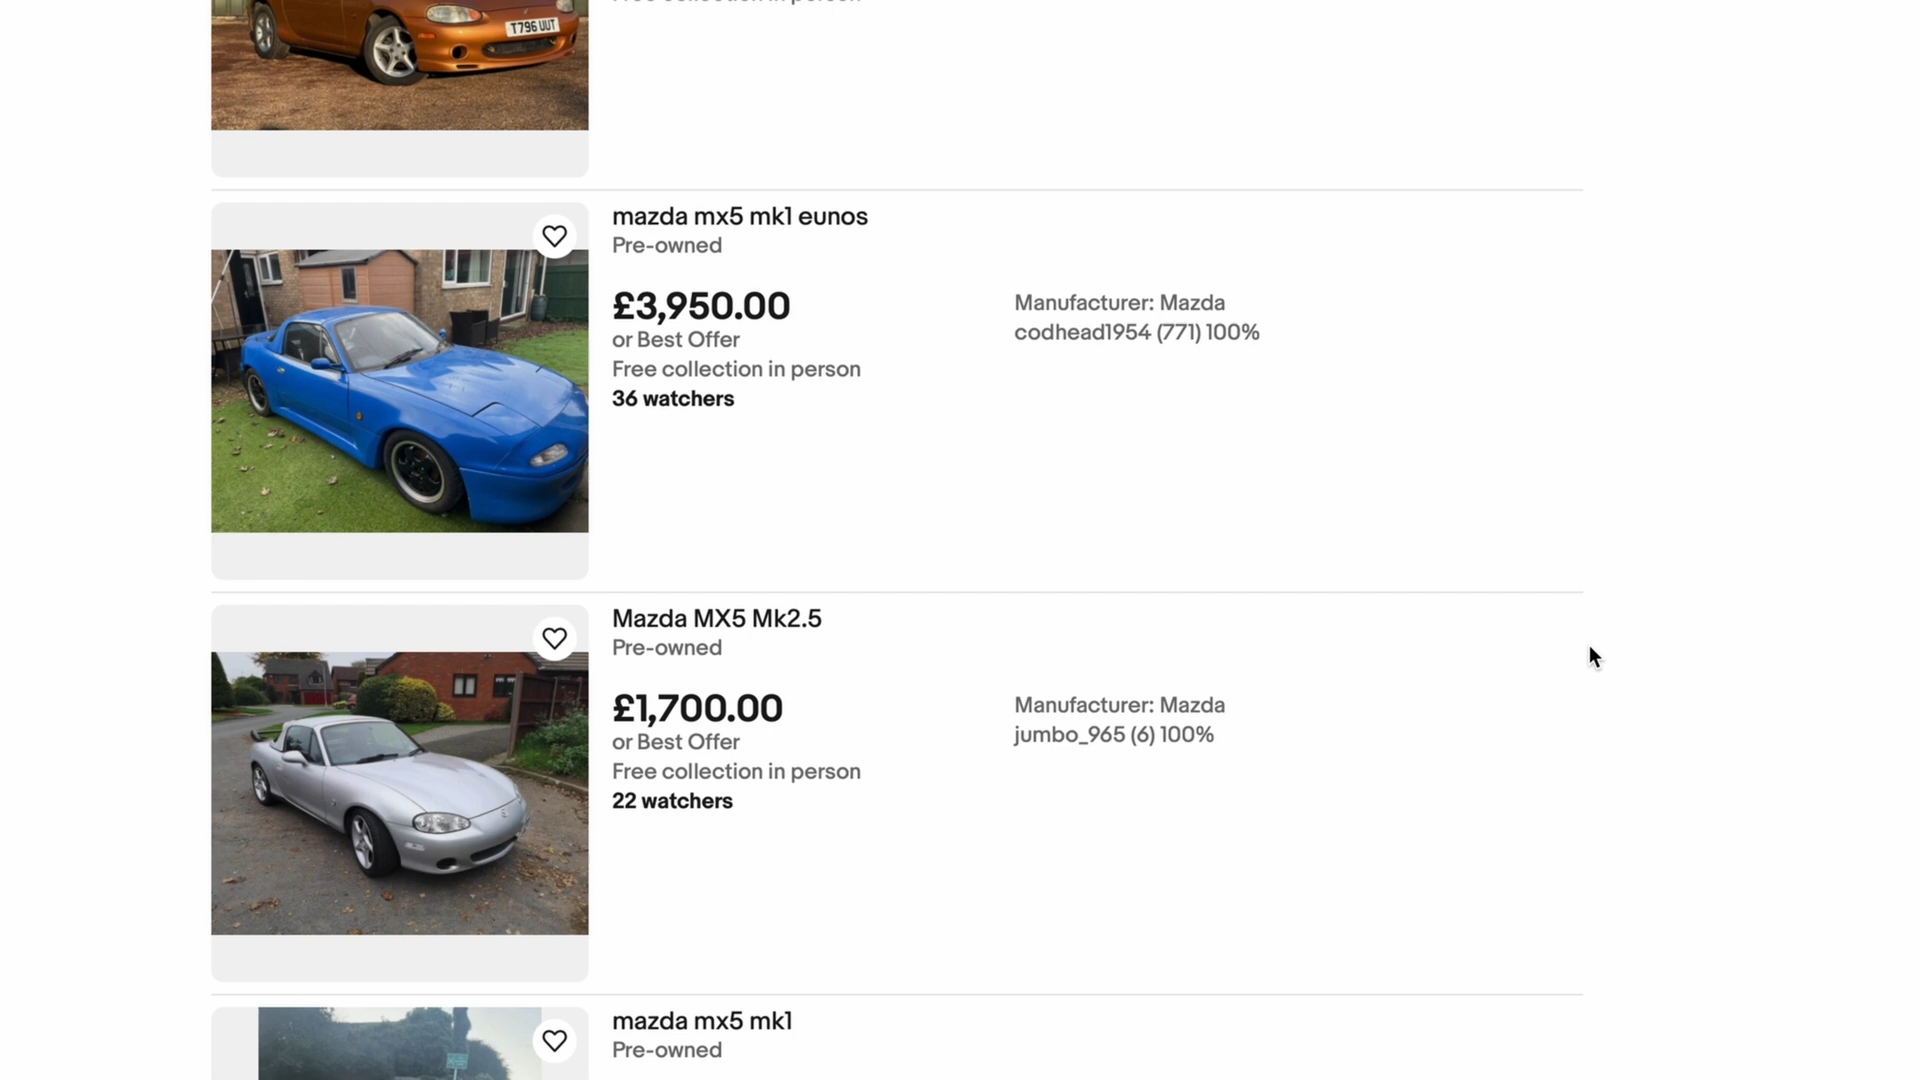 T796 UUT
mazda mx5 mk1 eunos
Pre-owned
£3,950.00
or Best Offer
Free collection in person
36 watchers
Manufacturer: Mazda
codhead1954 (771) 100%
Mazda MX5 Mk2.5
Pre-owned
£1,700.00
or Best Offer
Free collection in person
22 watchers
Manufacturer: Mazda
jumbo_965 (6) 100%
mazda mx5 mk1
Pre-owned